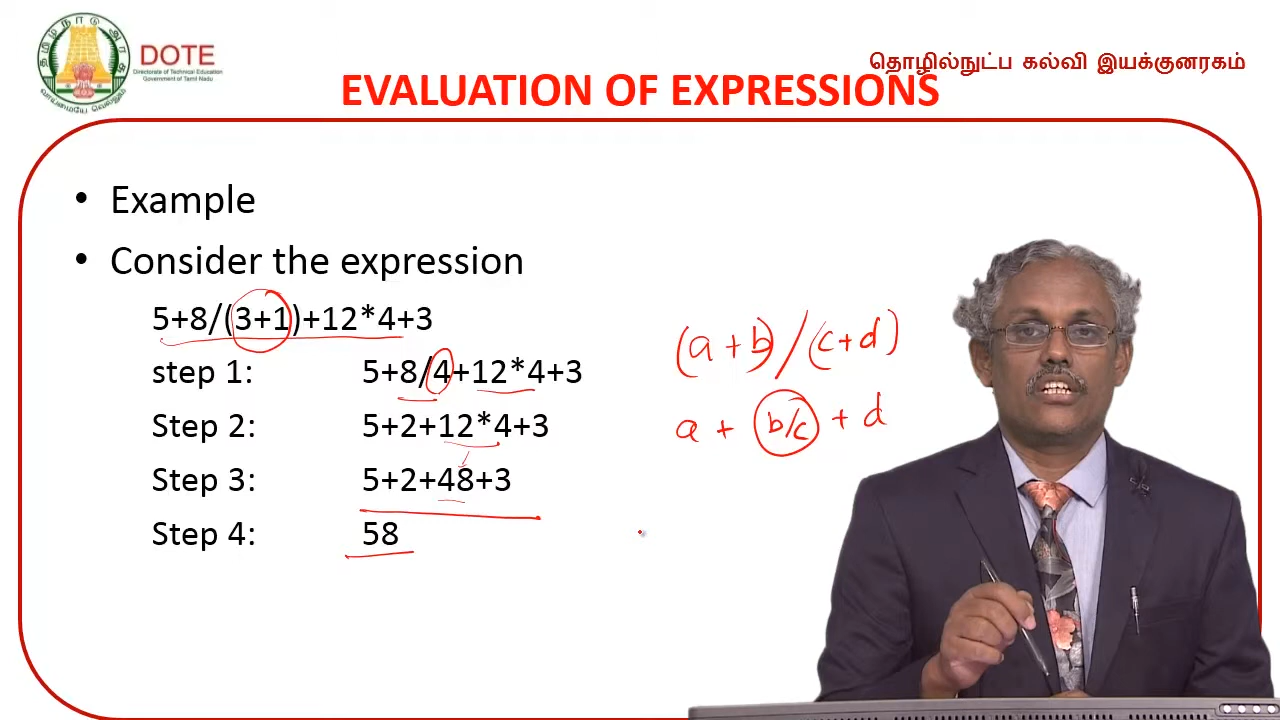 DOTE
Directorate of Technical Education
Government of Tamil Nadu
தொழில்நுட்ப கல்வி இயக்குனரகம்
EVALUATION OF EXPRESSIONS
• Example
• Consider the expression
5+8/(3+1)+12*4+3
step 1: 5+8/4+12*4+3
Step 2: 5+2+12*4+3
Step 3: 5+2+48+3
Step 4: 58
(a+b)/(c+d)
a + b/c + d